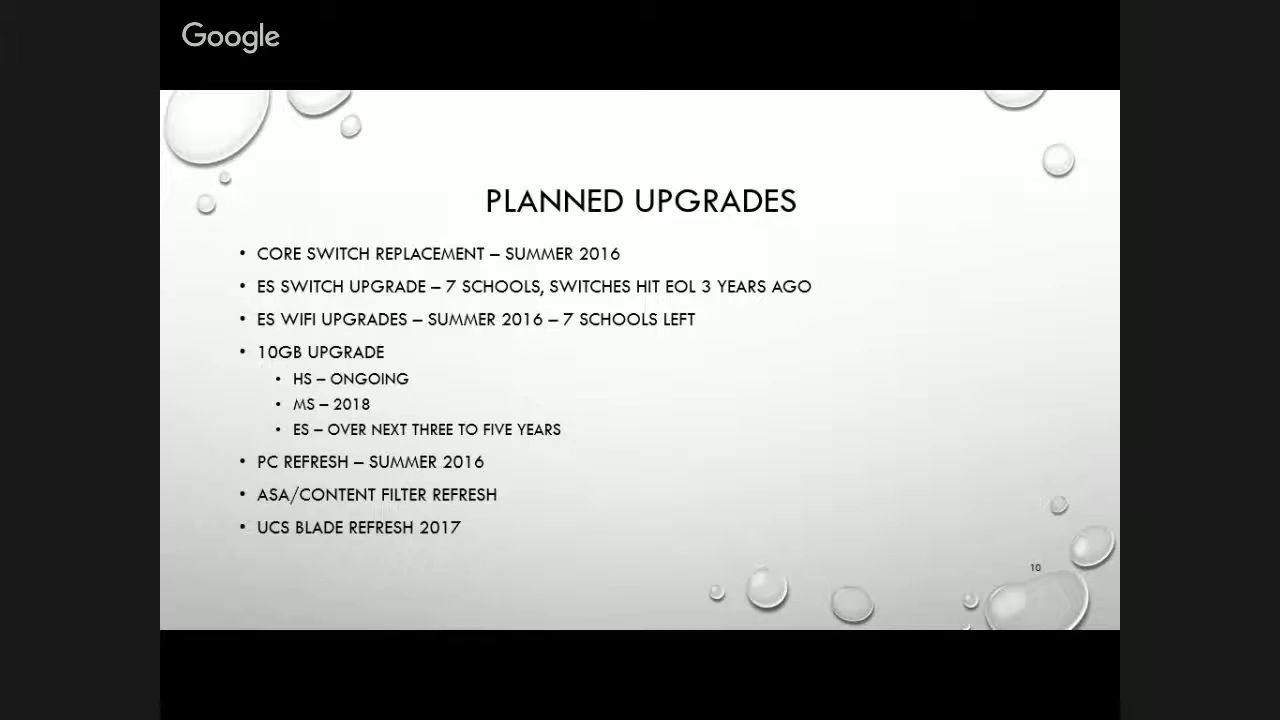 Google
PLANNED UPGRADES
• CORE SWITCH REPLACEMENT – SUMMER 2016
• ES SWITCH UPGRADE – 7 SCHOOLS, SWITCHES HIT EOL 3 YEARS AGO
• ES WIFI UPGRADES – SUMMER 2016 – 7 SCHOOLS LEFT
• 10GB UPGRADE
• HS – ONGOING
• MS – 2018
• ES – OVER NEXT THREE TO FIVE YEARS
• PC REFRESH – SUMMER 2016
• ASA/CONTENT FILTER REFRESH
• UCS BLADE REFRESH 2017
10